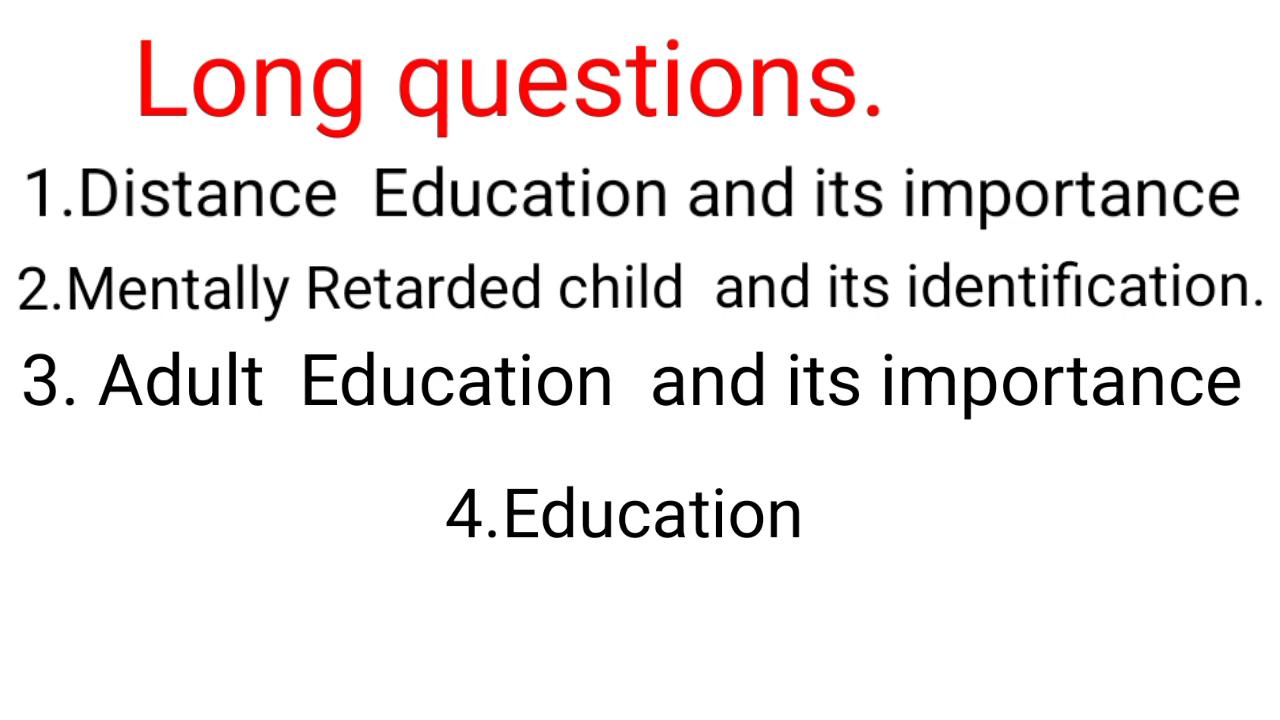 Long questions.
1.Distance Education and its importance
2.Mentally Retarded child and its identification.
3. Adult Education and its importance
4.Education